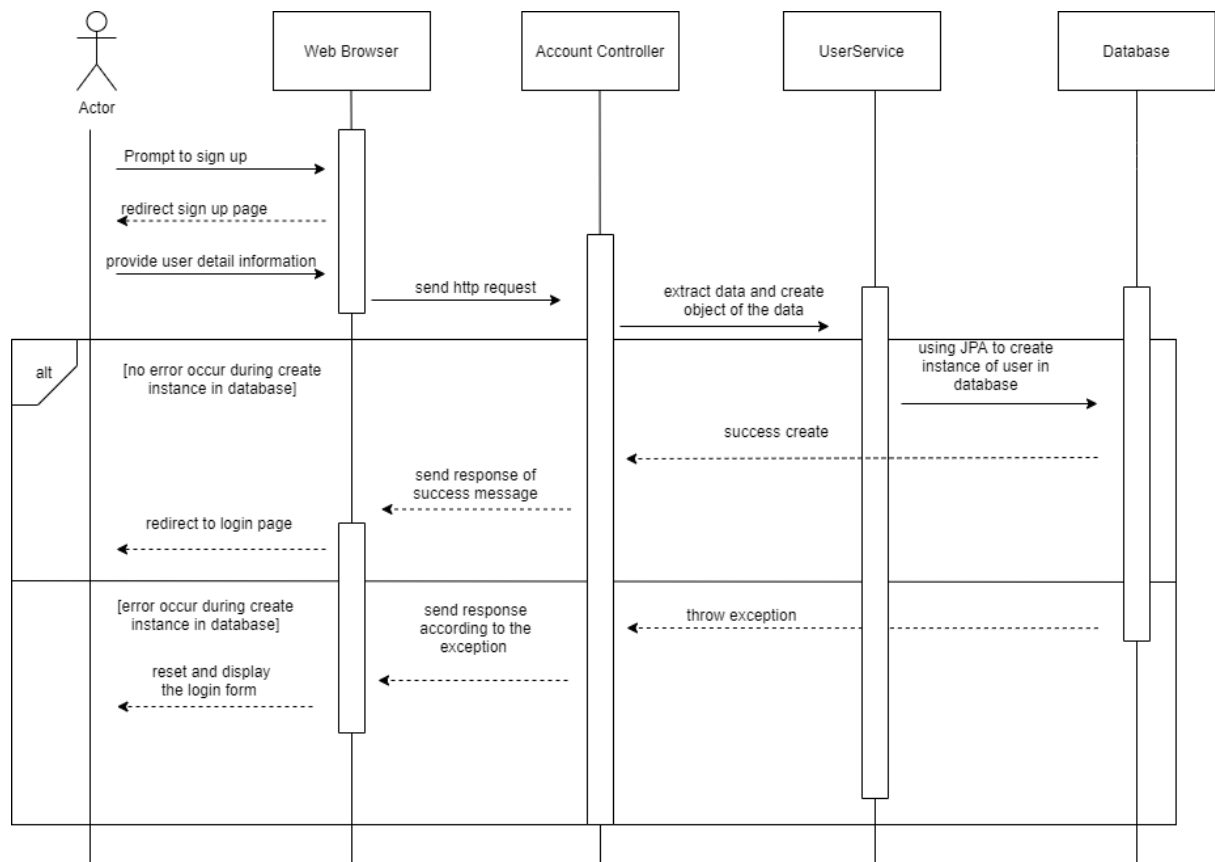 Actor
Web Browser
Account Controller
UserService
Database
Prompt to sign up
redirect sign up page
provide user detail information
send http request
extract data and create
object of the data
alt
[no error occur during create
instance in database]
using JPA to create
instance of user in
database
success create
send response of
success message
redirect to login page
[error occur during create
instance in database]
send response
according to the
exception
throw exception
reset and display
the login form